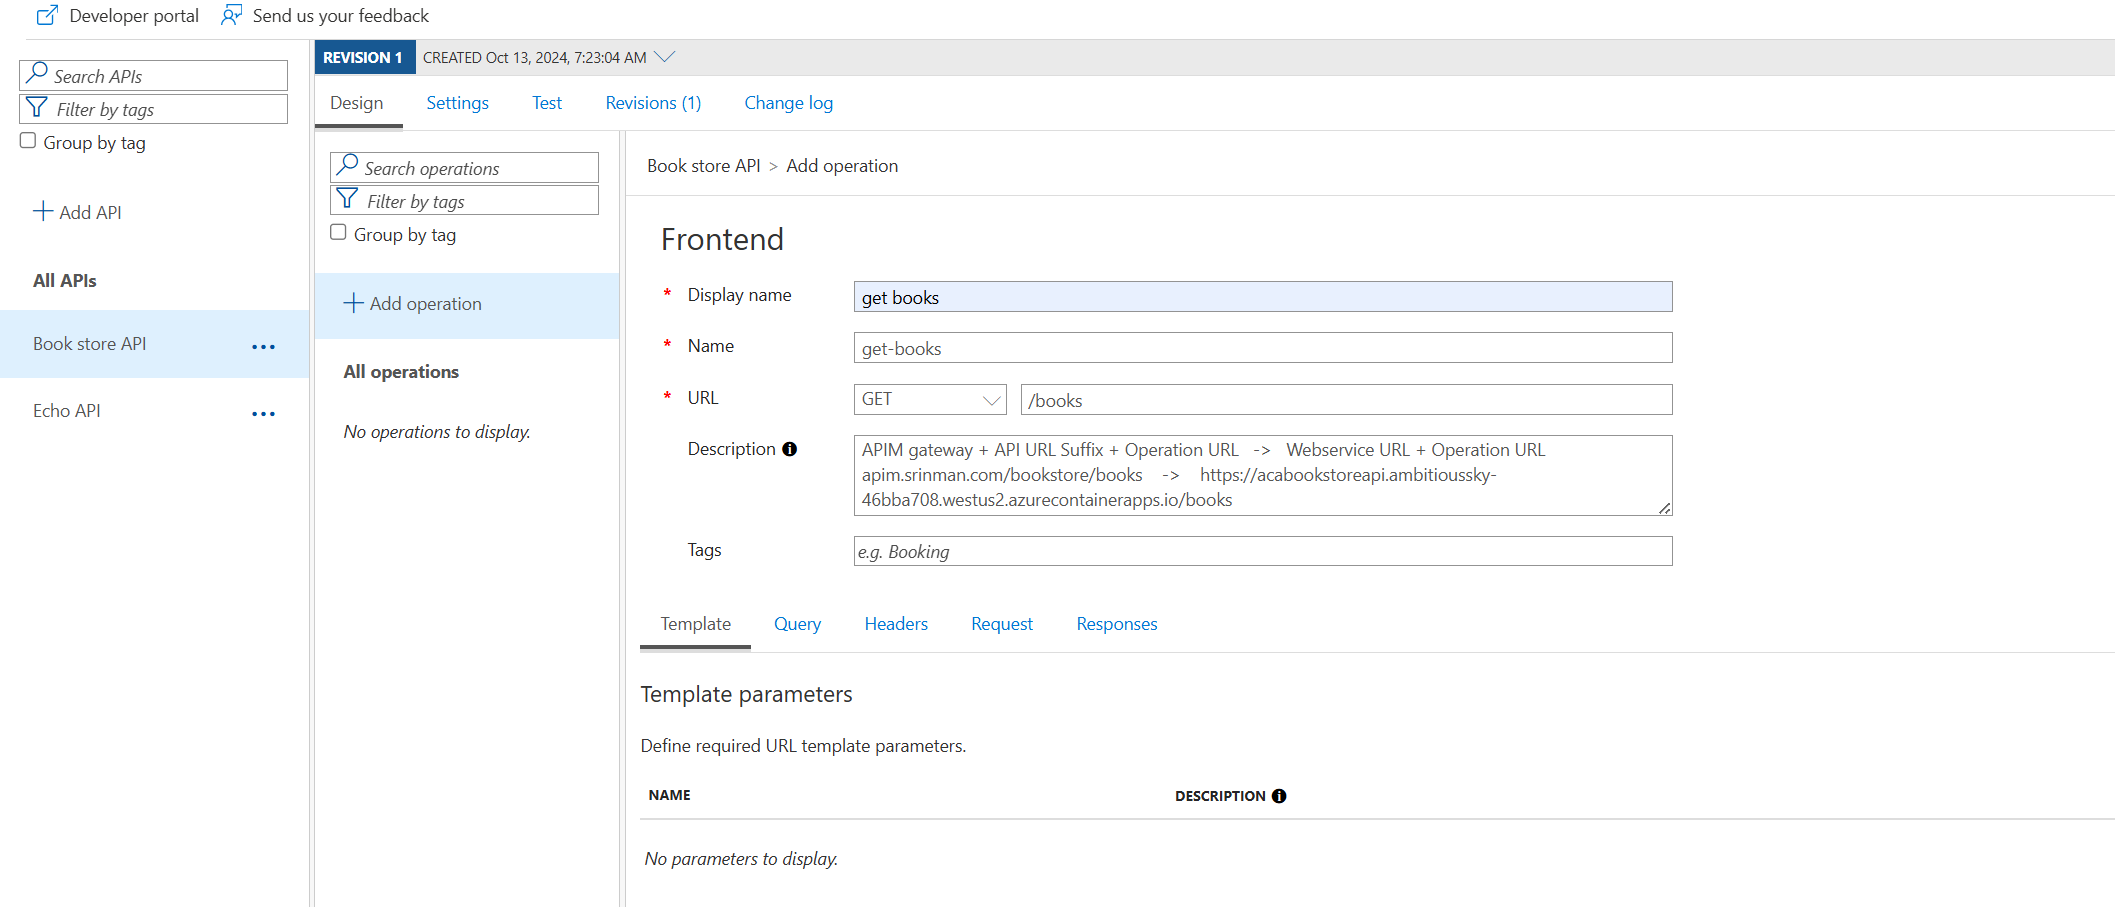 Developer portal
Send us your feedback
Search APIs
Filter by tags
Group by tag
Add API
All APIs
Book store API
Echo API
REVISION 1
CREATED Oct 13, 2024, 7:23:04 AM
Design
Settings
Test
Revisions (1)
Change log
Search operations
Filter by tags
Group by tag
Add operation
All operations
No operations to display.
Book store API > Add operation
Frontend
* Display name
get books
* Name
get-books
* URL
GET
/books
Description
APIM gateway + API URL Suffix + Operation URL -> Webservice URL + Operation URL
apim.srinman.com/bookstore/books -> https://acabookstoreapi.ambitioussky-
46bba708.westus2.azurecontainerapps.io/books
Tags
e.g. Booking
Template
Query
Headers
Request
Responses
Template parameters
Define required URL template parameters.
NAME
DESCRIPTION
No parameters to display.